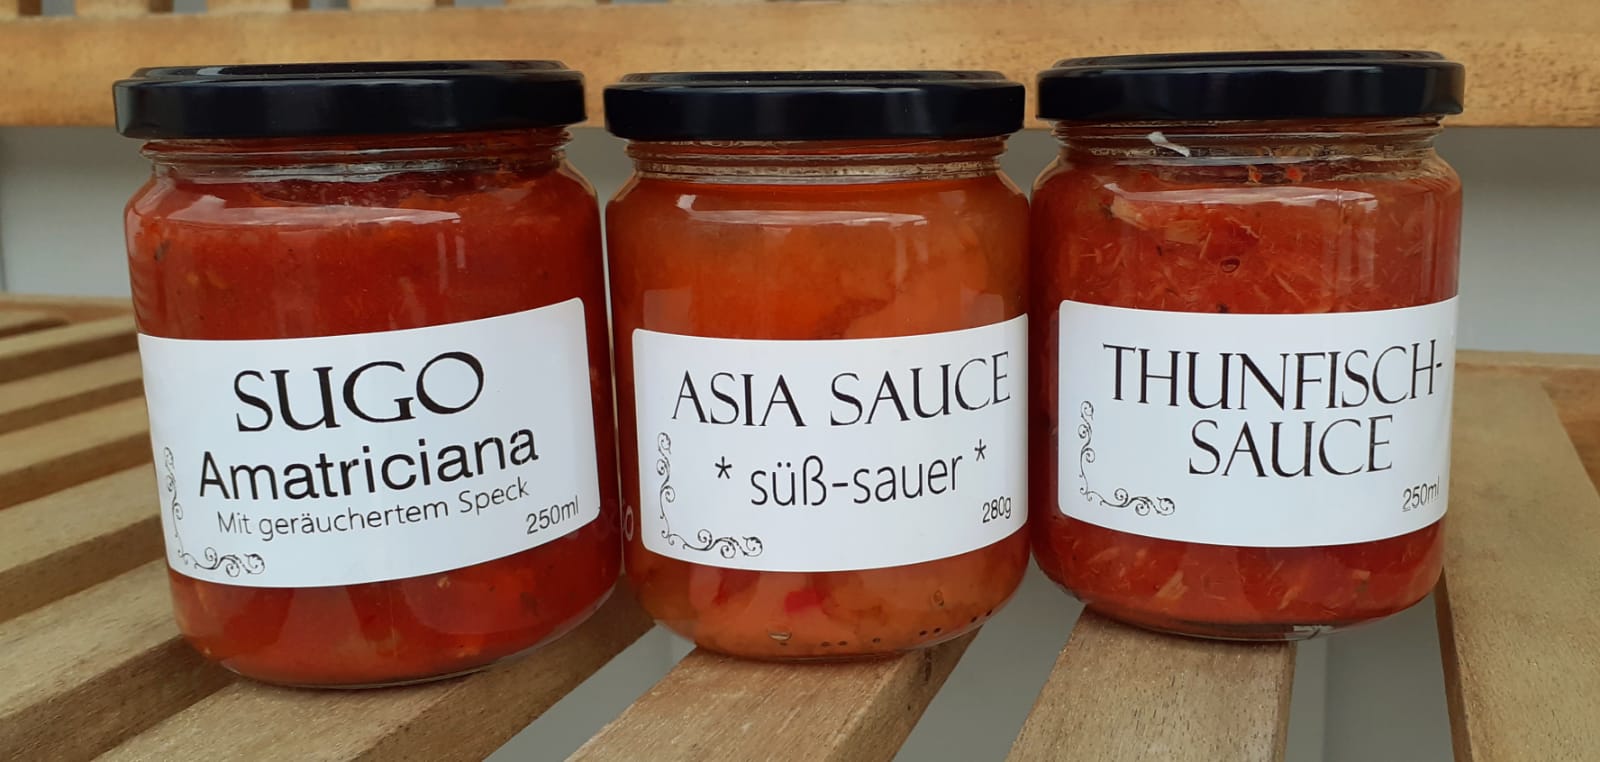 SUGO
Amatriciana
Mit geräuchertem Speck
250ml
ASIA SAUCE
* süß-sauer *
280g
THUNFISCH-
SAUCE
250ml